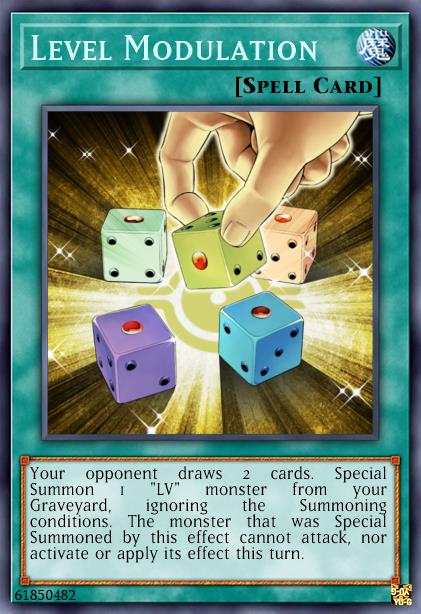 Level Modulation
魔
[Spell Card]
Your opponent draws 2 cards. Special
Summon 1 "LV" monster from your
Graveyard, ignoring the Summoning
conditions. The monster that was Special
Summoned by this effect cannot attack, nor
activate or apply its effect this turn.
61850482